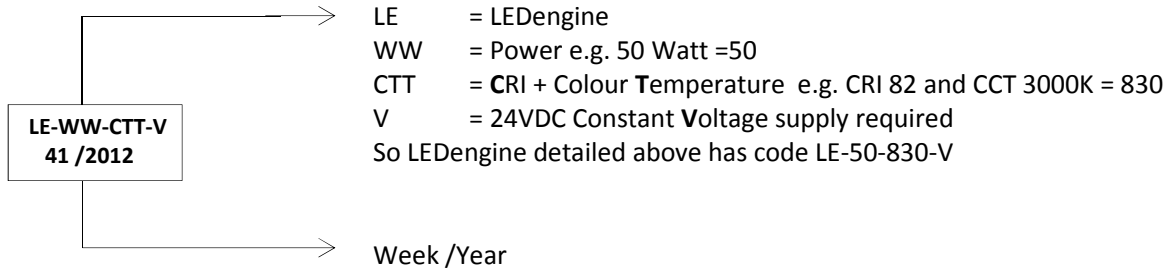 LE = LEDengine
WW = Power e.g. 50 Watt =50
CTT = CRI + Colour Temperature e.g. CRI 82 and CCT 3000K = 830
V = 24VDC Constant Voltage supply required
So LEDengine detailed above has code LE-50-830-V
LE-WW-CTT-V
41 /2012
Week /Year